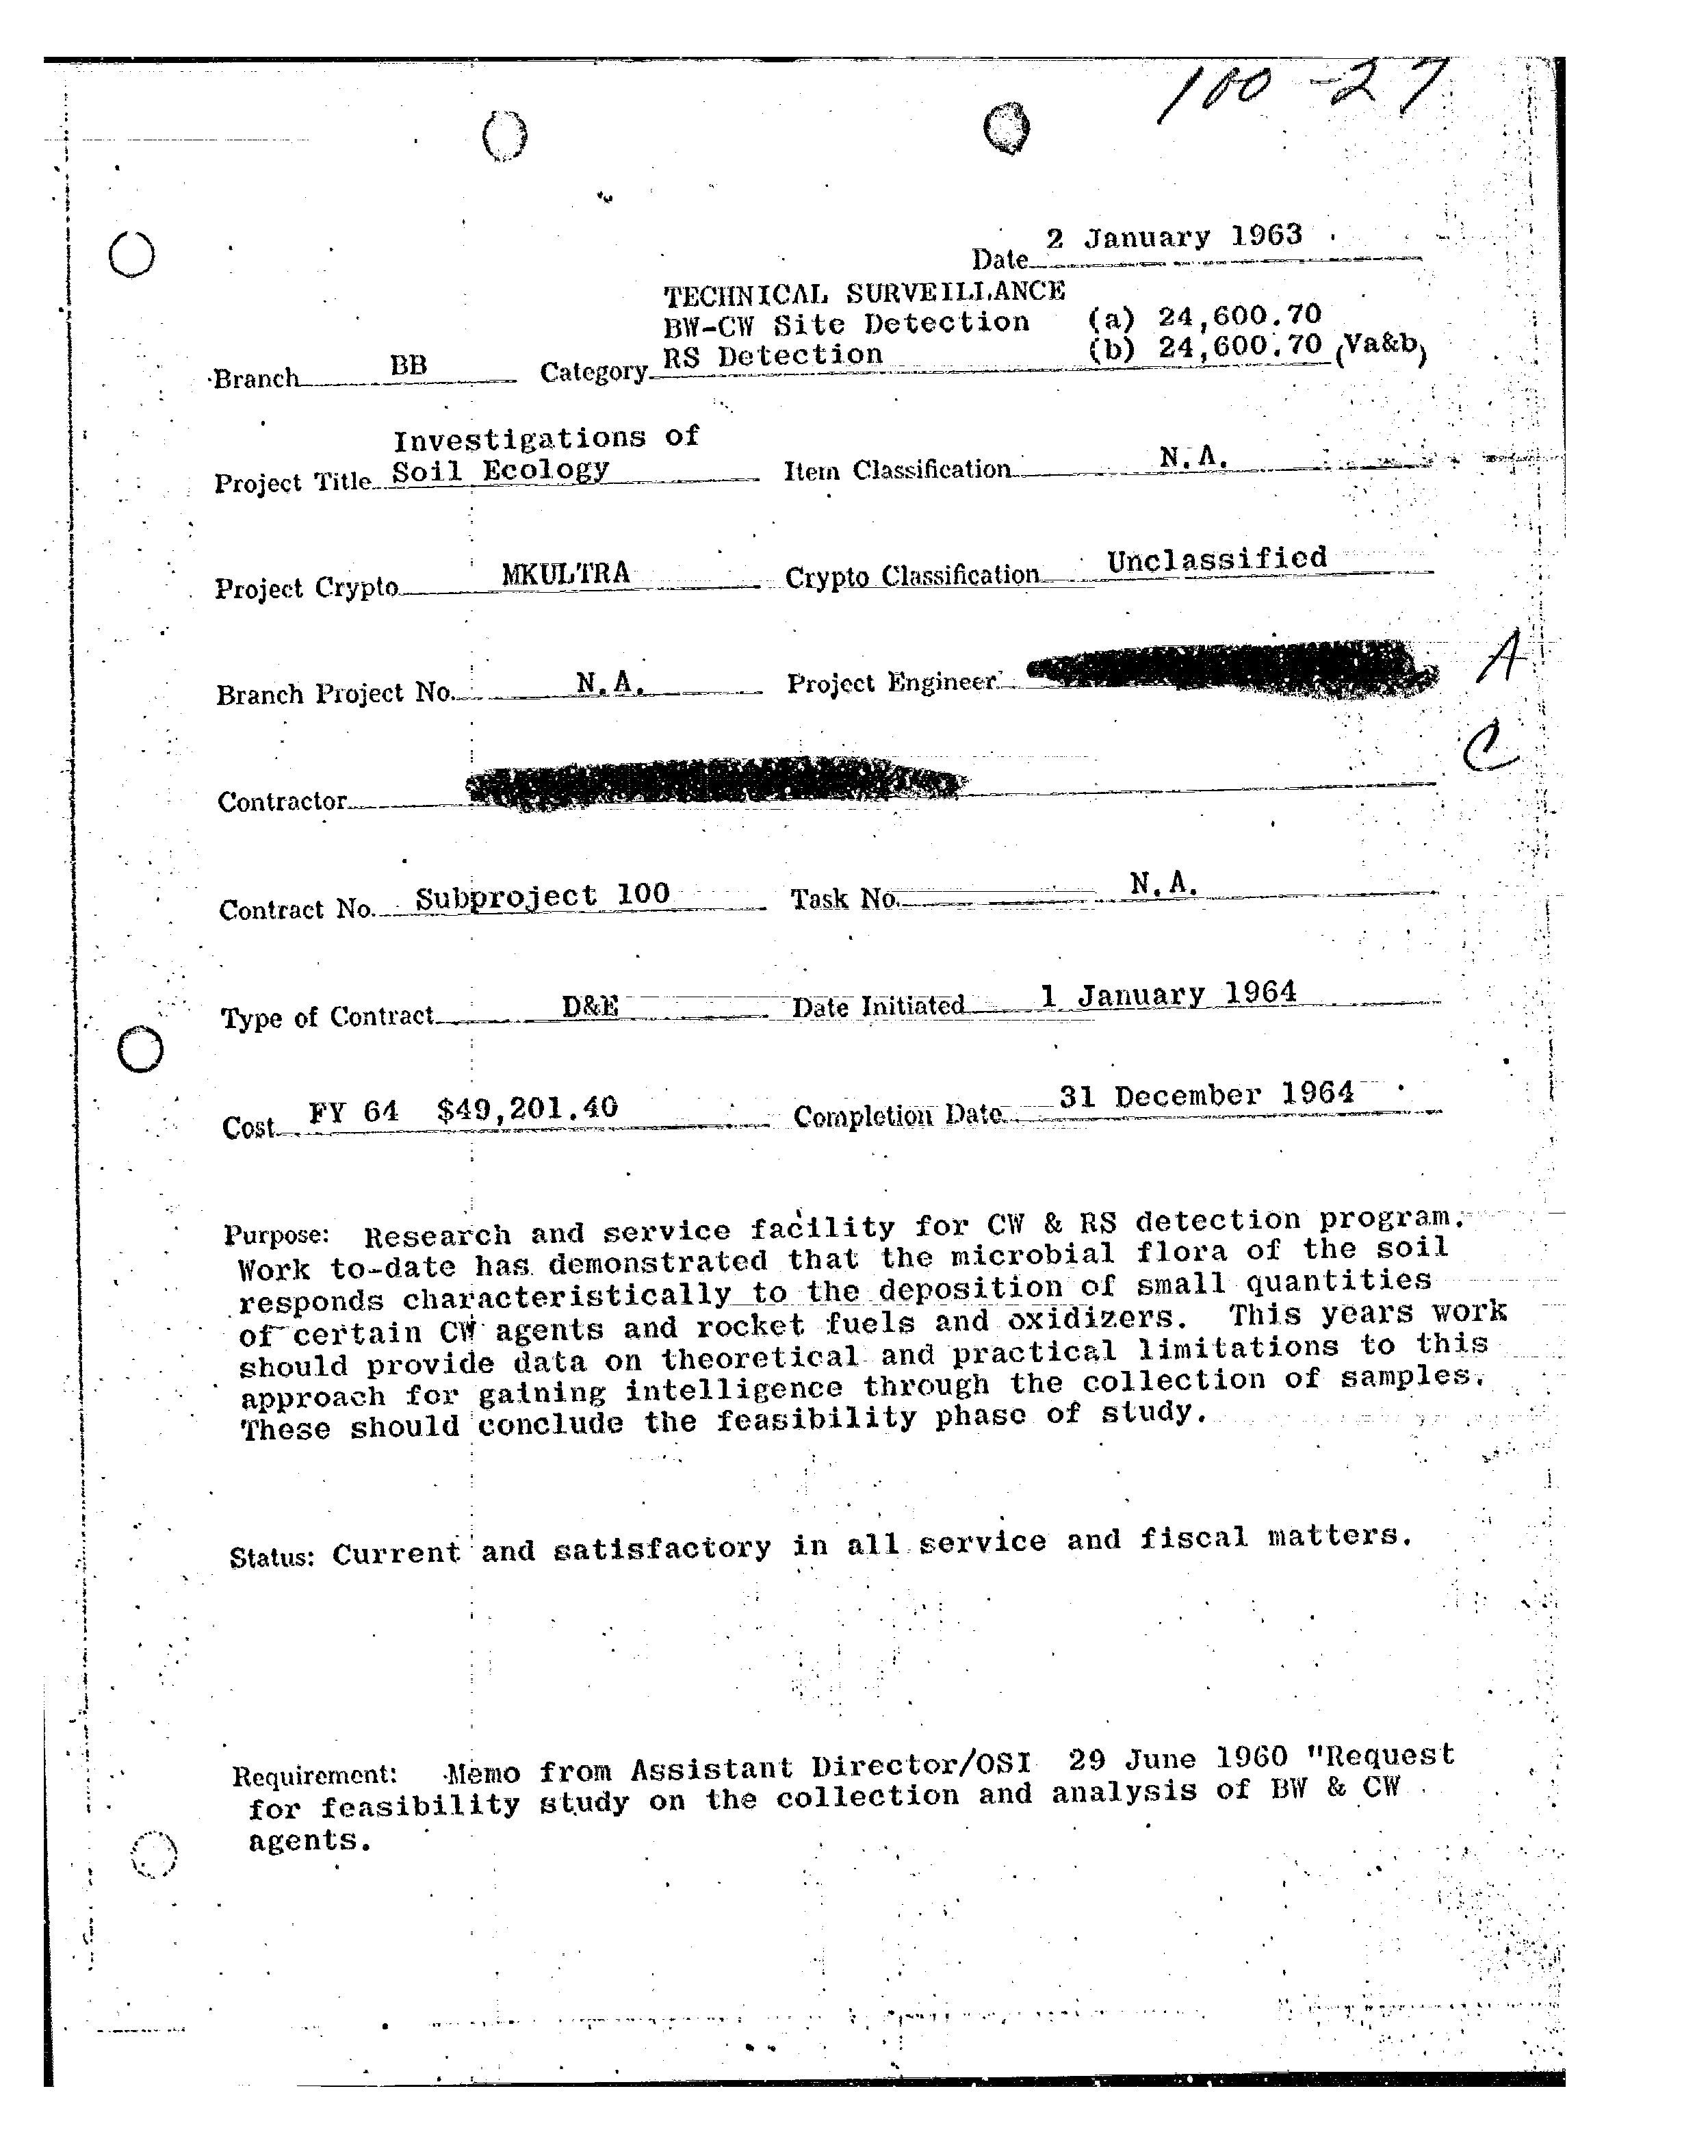 100-27
2 January 1963
Date
TECHNICAL SURVEILLANCE
BW-CW Site Detection (a) 24,600.70
RS Detection (b) 24,600.70 (Va&b)
Branch BB Category
Investigations of
Project Title Soil Ecology Item Classification N.A.
Project Crypto MKULTRA Crypto Classification Unclassified
Branch Project No. N.A. Project Engineer A
C
Contractor
Contract No. Subproject 100 Task No. N.A.
Type of Contract D&E Date Initiated 1 January 1964
Cost FY 64 $49,201.40 Completion Date 31 December 1964
Purpose: Research and service facility for CW & RS detection program.
Work to-date has demonstrated that the microbial flora of the soil
responds characteristically to the deposition of small quantities
of certain CW agents and rocket fuels and oxidizers. This years work
should provide data on theoretical and practical limitations to this
approach for gaining intelligence through the collection of samples.
These should conclude the feasibility phase of study.
Status: Current and satisfactory in all service and fiscal matters.
Requirement: Memo from Assistant Director/OSI 29 June 1960 "Request
for feasibility study on the collection and analysis of BW & CW
agents.